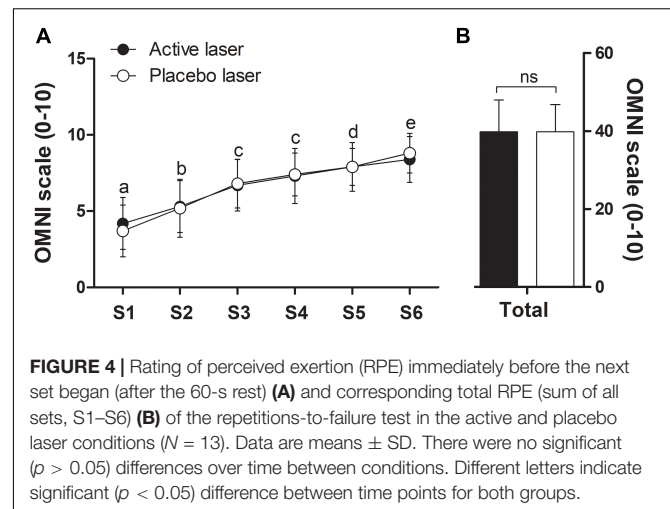 A
B
Active laser
Placebo laser
OMNI scale (0-10)
15
10
5
0
a
b
c
c
d
e
S1 S2 S3 S4 S5 S6
ns
60
40
20
0
OMNI scale (0-10)
Total
FIGURE 4 | Rating of perceived exertion (RPE) immediately before the next
set began (after the 60-s rest) (A) and corresponding total RPE (sum of all
sets, S1–S6) (B) of the repetitions-to-failure test in the active and placebo
laser conditions (N = 13). Data are means ± SD. There were no significant
(p > 0.05) differences over time between conditions. Different letters indicate
significant (p < 0.05) difference between time points for both groups.